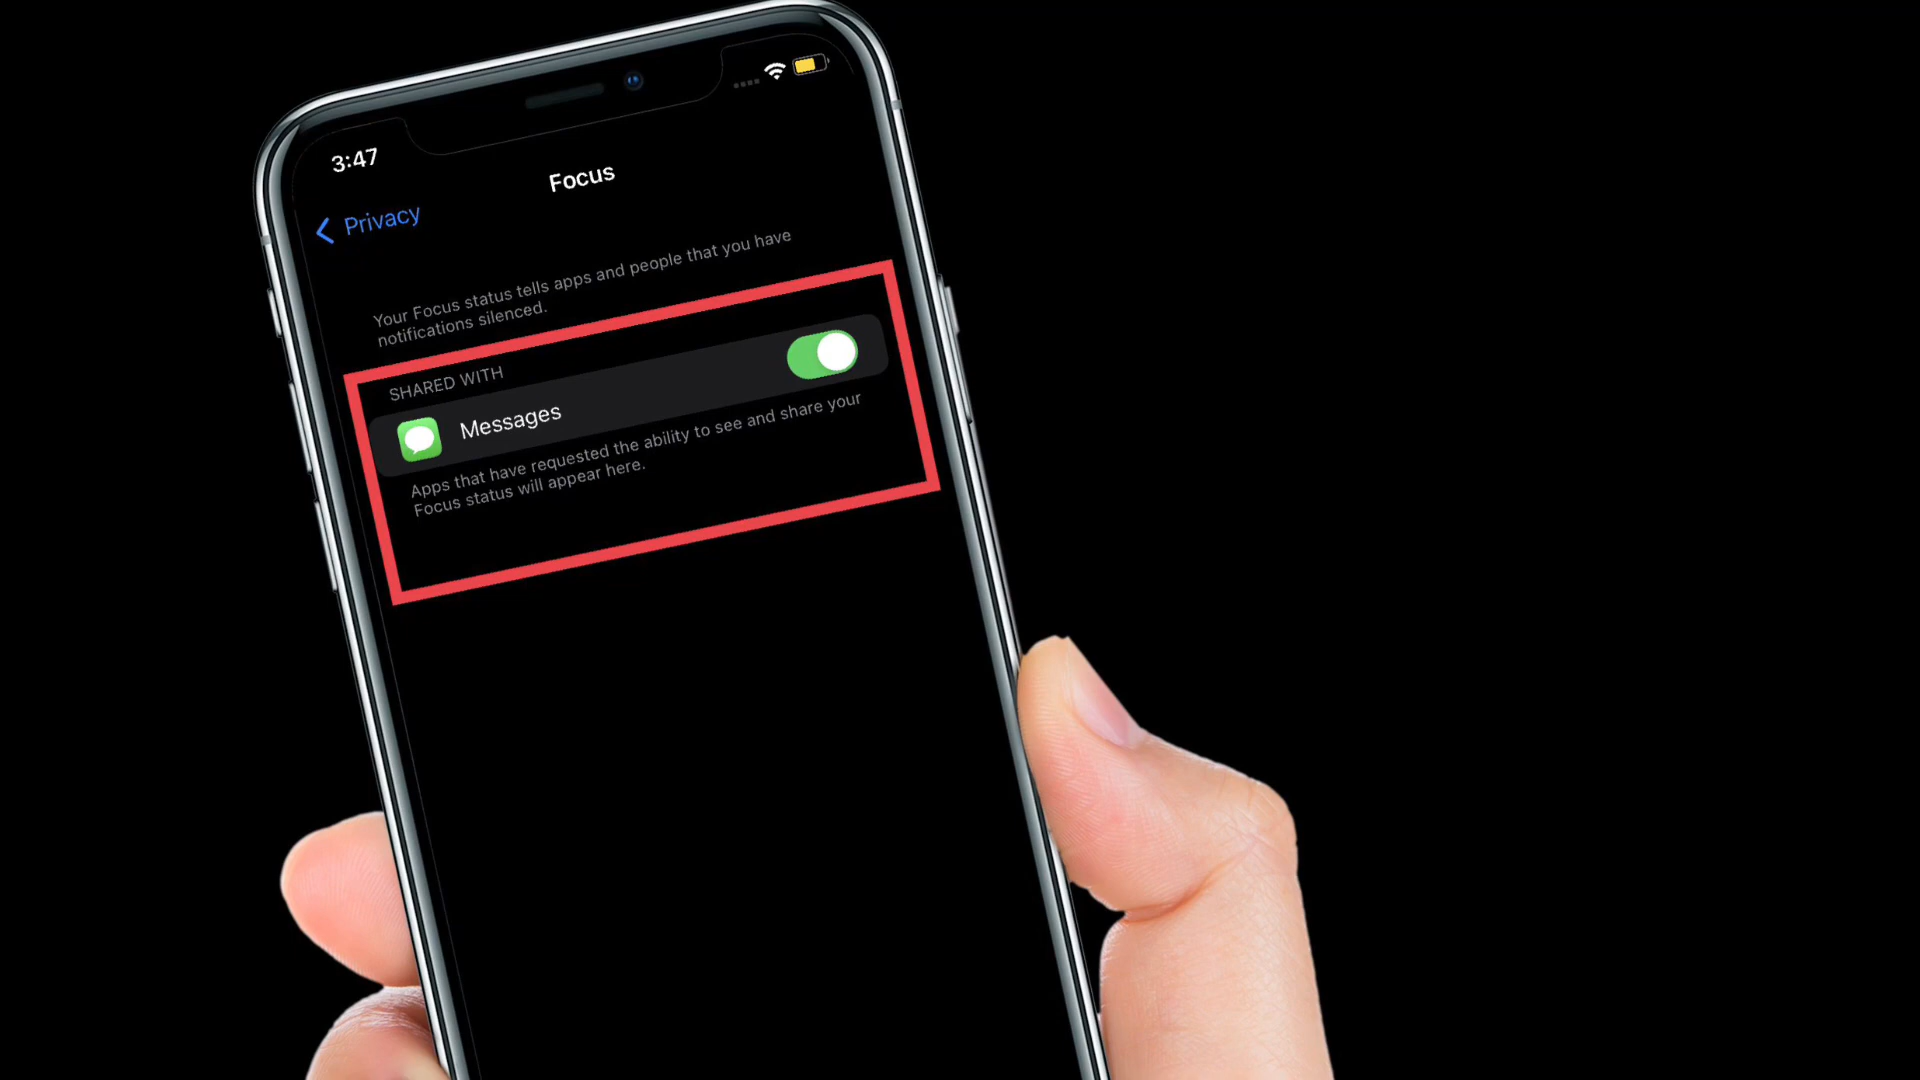 3:47
Focus
Privacy
Your Focus status tells apps and people that you have
notifications silenced.
SHARED WITH
Messages
Apps that have requested the ability to see and share your
Focus status will appear here.